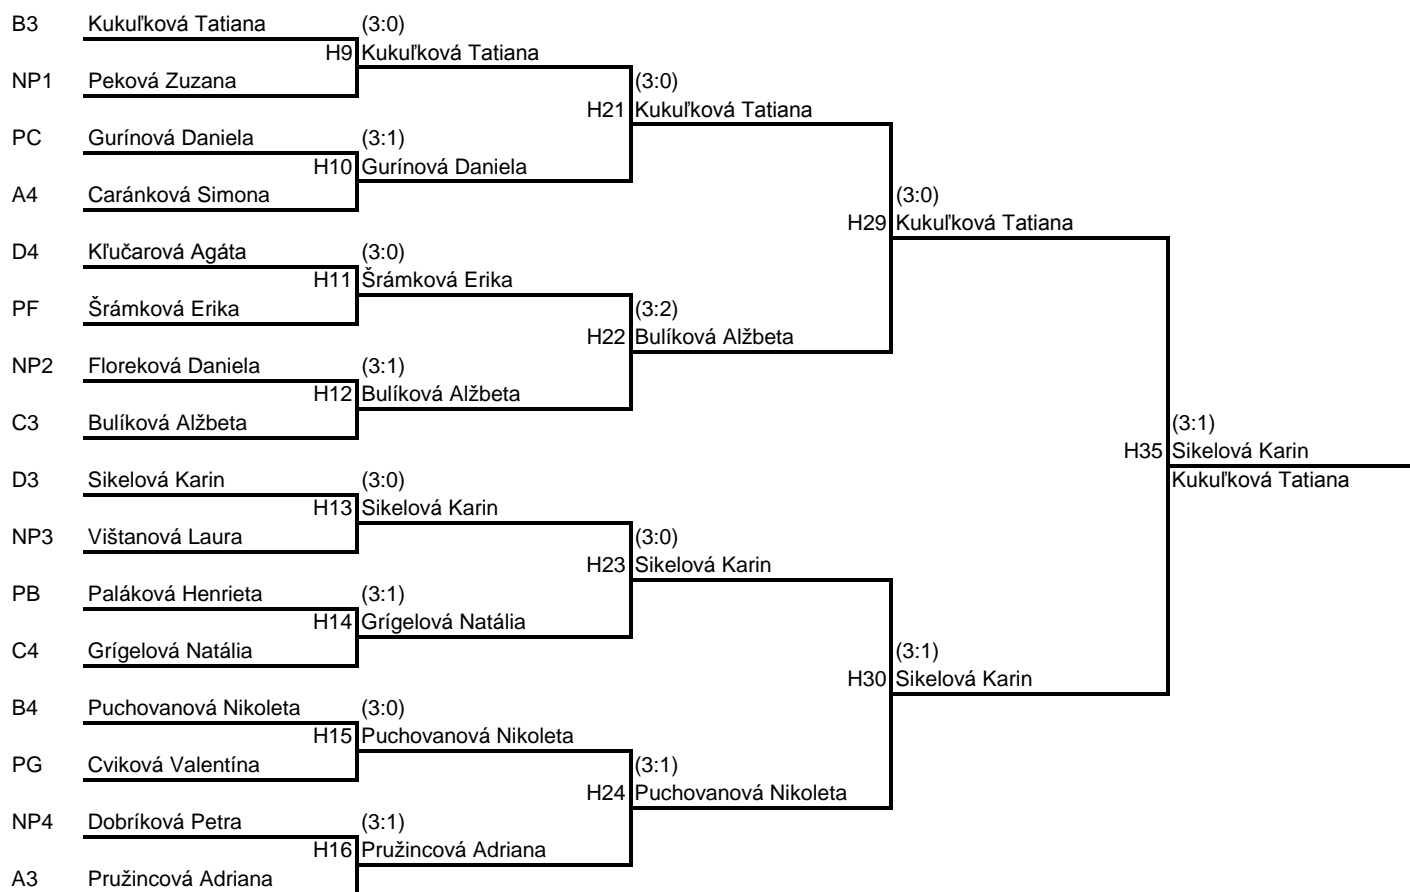 B3 Kukuľková Tatiana (3:0)
H9 Kukuľková Tatiana
NP1 Peková Zuzana (3:0)
H21 Kukuľková Tatiana
PC Gurínová Daniela (3:1)
H10 Gurínová Daniela
A4 Caránková Simona (3:0)
H29 Kukuľková Tatiana
D4 Kľučarová Agáta (3:0)
H11 Šrámková Erika
PF Šrámková Erika (3:2)
H22 Bulíková Alžbeta
NP2 Floreková Daniela (3:1)
H12 Bulíková Alžbeta
C3 Bulíková Alžbeta (3:1)
H35 Sikelová Karin
D3 Sikelová Karin (3:0) Kukuľková Tatiana
H13 Sikelová Karin
NP3 Vištanová Laura (3:0)
H23 Sikelová Karin
PB Paláková Henrieta (3:1)
H14 Grígelová Natália
C4 Grígelová Natália (3:1)
H30 Sikelová Karin
B4 Puchovanová Nikoleta (3:0)
H15 Puchovanová Nikoleta
PG Cviková Valentína (3:1)
H24 Puchovanová Nikoleta
NP4 Dobríková Petra (3:1)
H16 Pružincová Adriana
A3 Pružincová Adriana